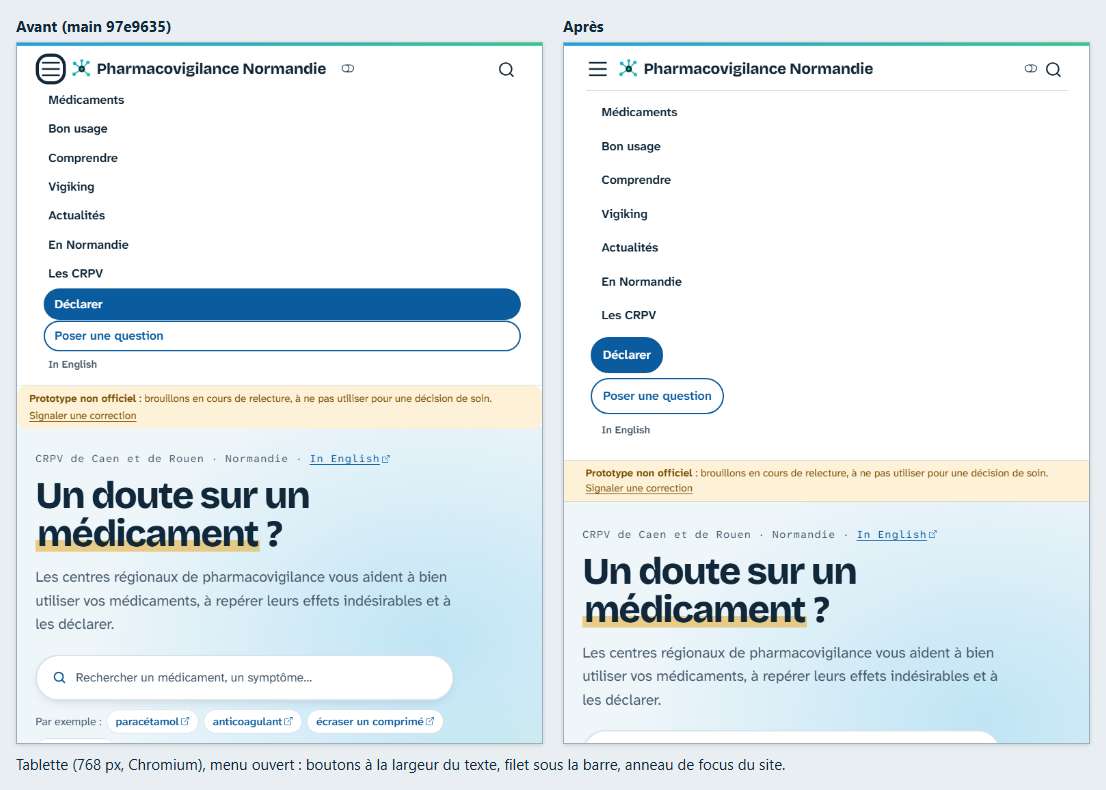 Avant (main 97e9635)
Pharmacovigilance Normandie
Médicaments
Bon usage
Comprendre
Vigiking
Actualités
En Normandie
Les CRPV
Déclarer
Poser une question
In English
Prototype non officiel : brouillons en cours de relecture, à ne pas utiliser pour une décision de soin.
Signaler une correction
CRPV de Caen et de Rouen · Normandie · In English
Un doute sur un
médicament ?
Les centres régionaux de pharmacovigilance vous aident à bien
utiliser vos médicaments, à repérer leurs effets indésirables et à
les déclarer.
Rechercher un médicament, un symptôme...
Par exemple : paracétamol anticoagulant écraser un comprimé
Après
Pharmacovigilance Normandie
Médicaments
Bon usage
Comprendre
Vigiking
Actualités
En Normandie
Les CRPV
Déclarer
Poser une question
In English
Prototype non officiel : brouillons en cours de relecture, à ne pas utiliser pour une décision de soin.
Signaler une correction
CRPV de Caen et de Rouen · Normandie · In English
Un doute sur un
médicament ?
Les centres régionaux de pharmacovigilance vous aident à bien
utiliser vos médicaments, à repérer leurs effets indésirables et à
les déclarer.
Tablette (768 px, Chromium), menu ouvert : boutons à la largeur du texte, filet sous la barre, anneau de focus du site.